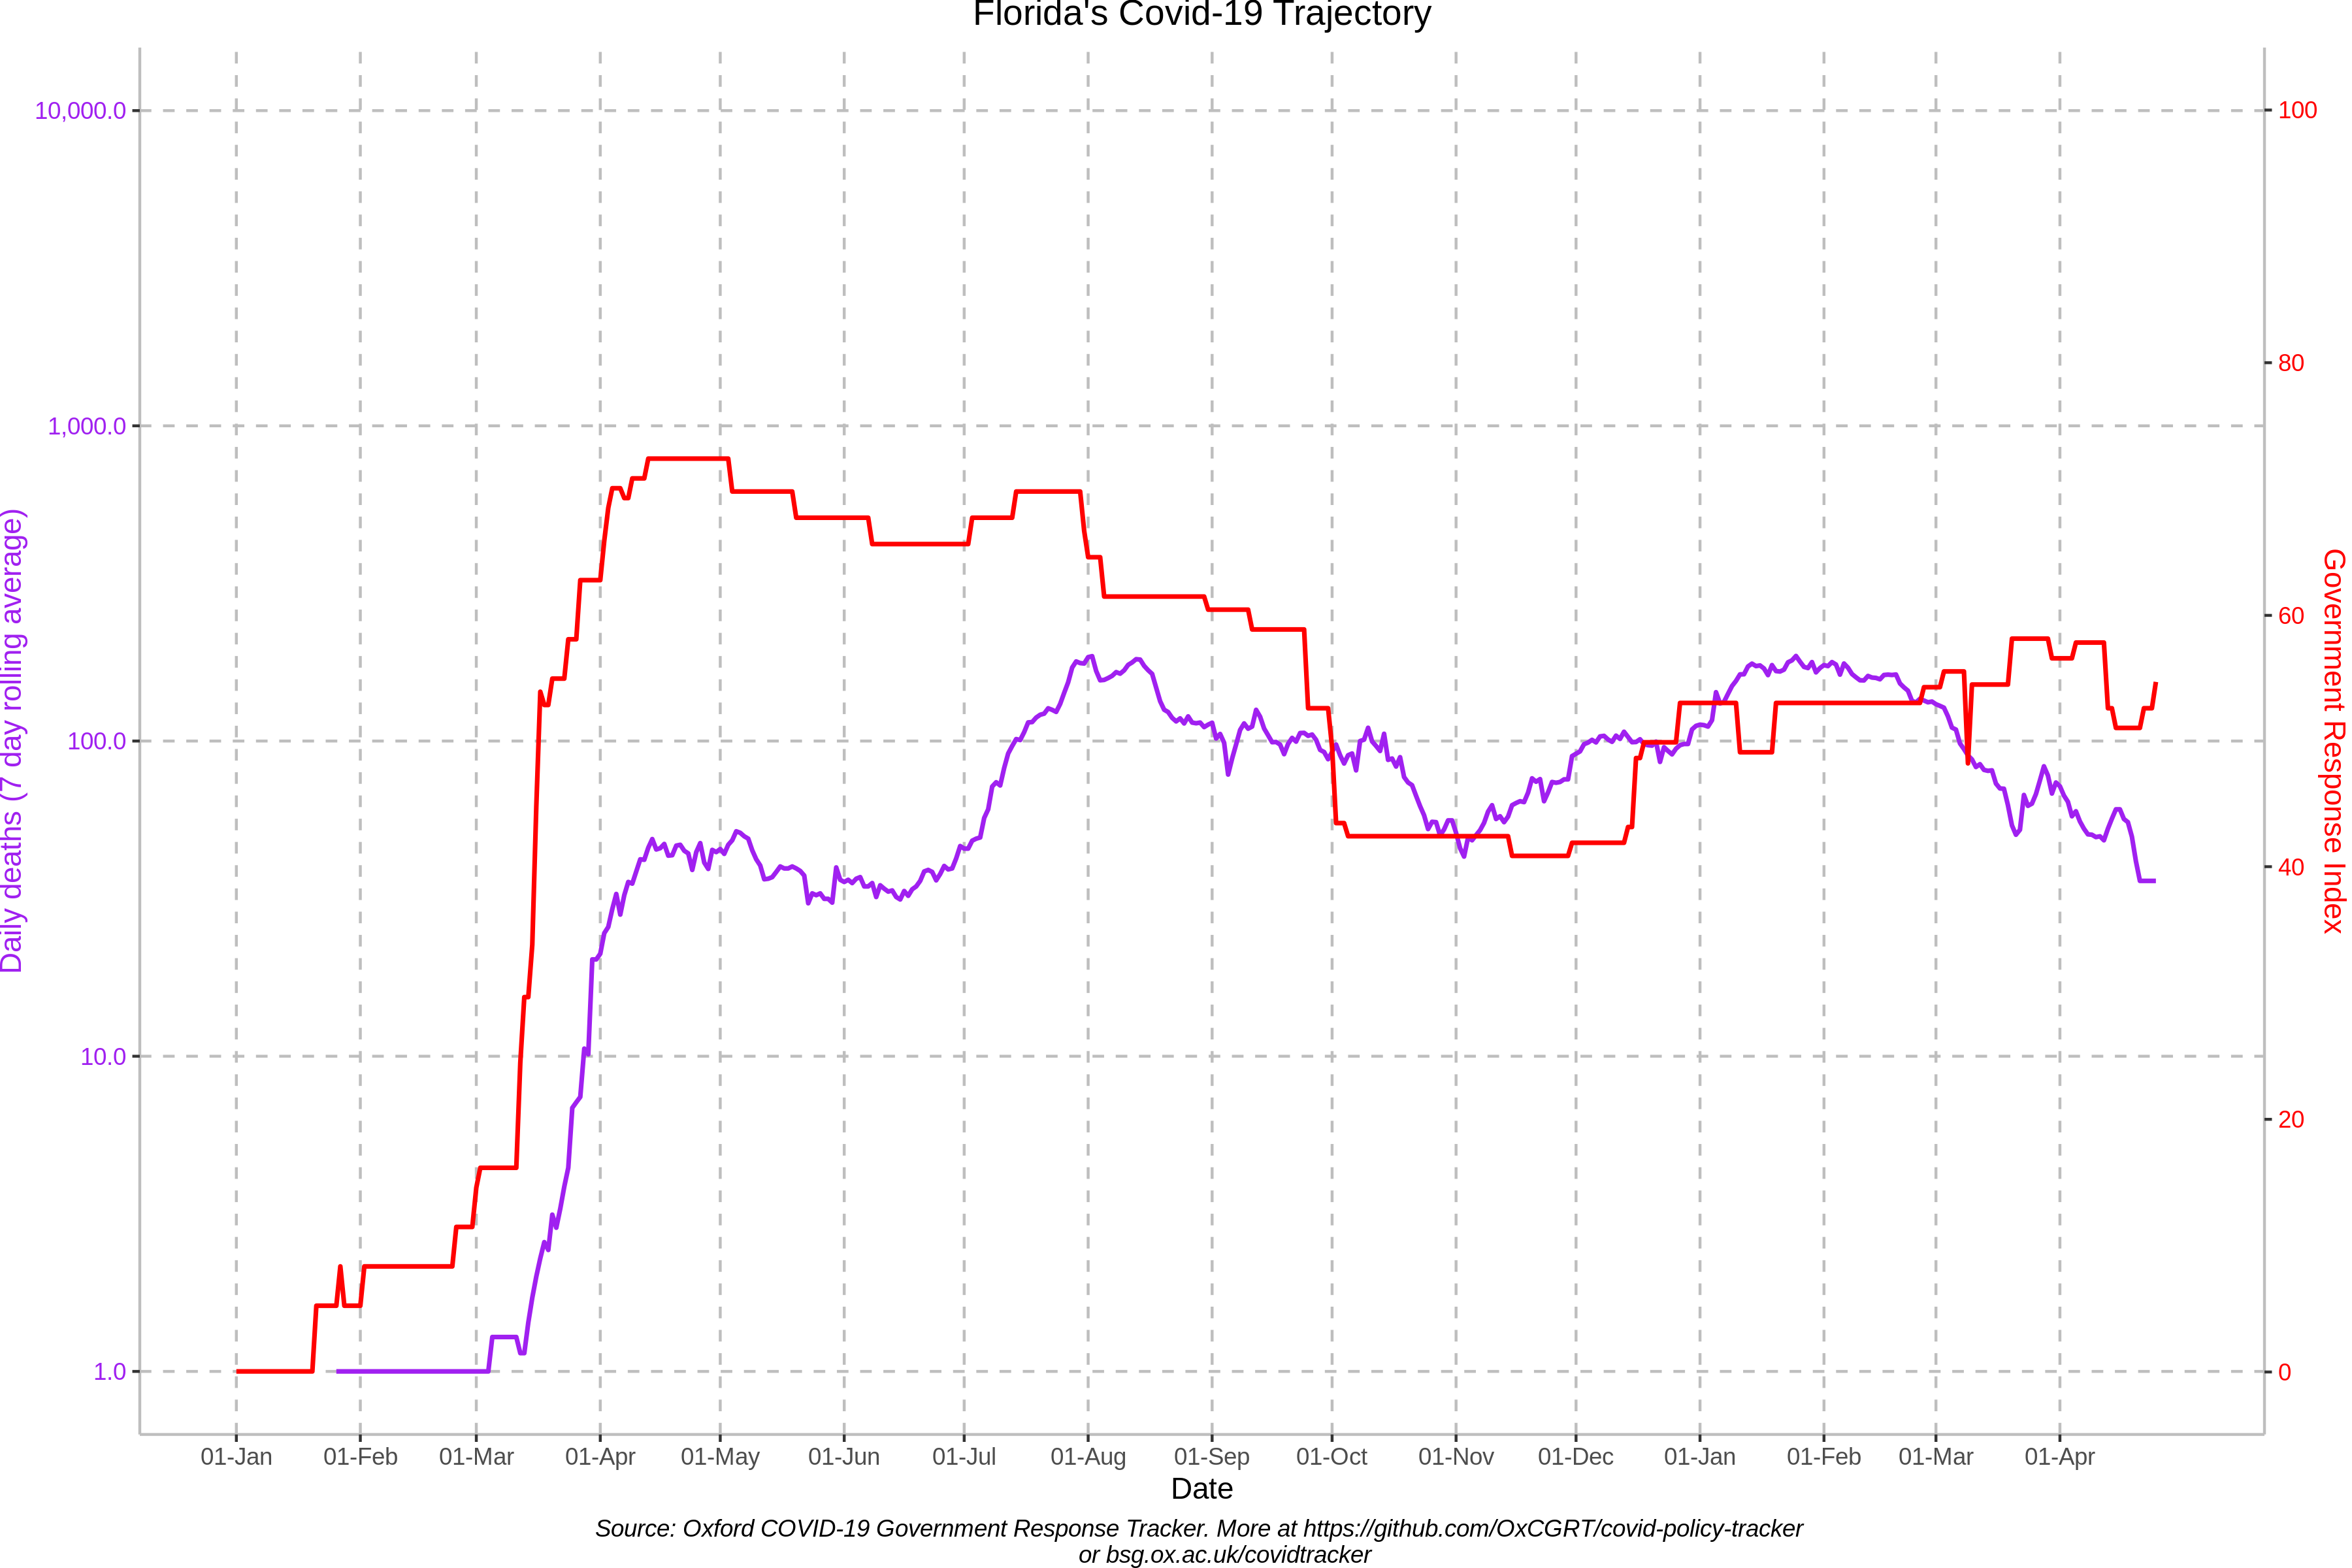 Florida's Covid-19 Trajectory
10,000.0
1,000.0
100.0
10.0
1.0
Daily deaths (7 day rolling average)
100
80
60
40
20
0
Government Response Index
01-Jan 01-Feb 01-Mar 01-Apr 01-May 01-Jun 01-Jul 01-Aug 01-Sep 01-Oct 01-Nov 01-Dec 01-Jan 01-Feb 01-Mar 01-Apr
Date
Source: Oxford COVID-19 Government Response Tracker. More at https://github.com/OxCGRT/covid-policy-tracker
or bsg.ox.ac.uk/covidtracker